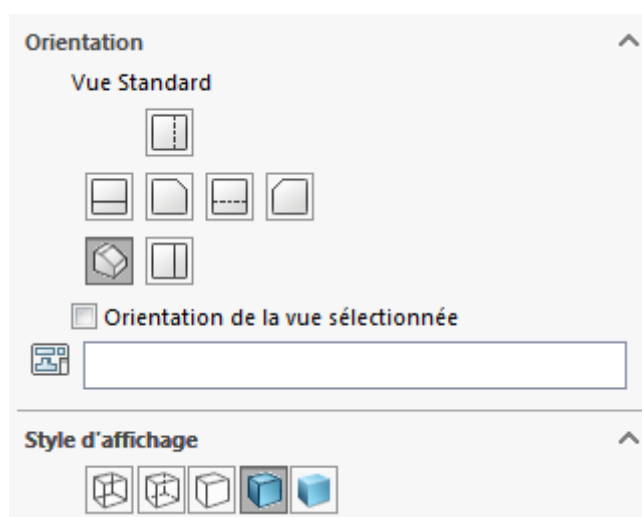 Orientation
Vue Standard
Orientation de la vue sélectionnée
Style d'affichage